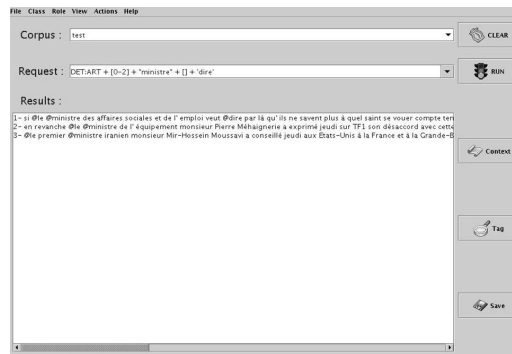 File Class Role View Actions Help
Corpus : test
CLEAR
Request : DET:ART + [0-2] + "ministre" + [] + 'dire'
RUN
Results :
1- si @le @ministre des affaires sociales et de l' emploi veut @dire par là qu' ils ne savent plus à quel saint se vouer compte ten
2- en revanche @le @ministre de l' équipement monsieur Pierre Méhaignerie a exprimé jeudi sur TF1 son désaccord avec cette
3- @le premier @ministre iranien monsieur Mir-Hossein Moussavi a conseillé jeudi aux Etats-Unis à la France et à la Grande-B
Context
Tag
Save